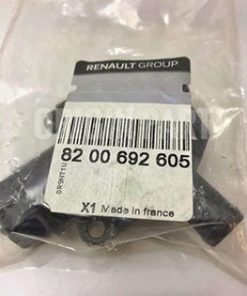 RENAULT GROUP
82 00 692 605
X1 Made in france